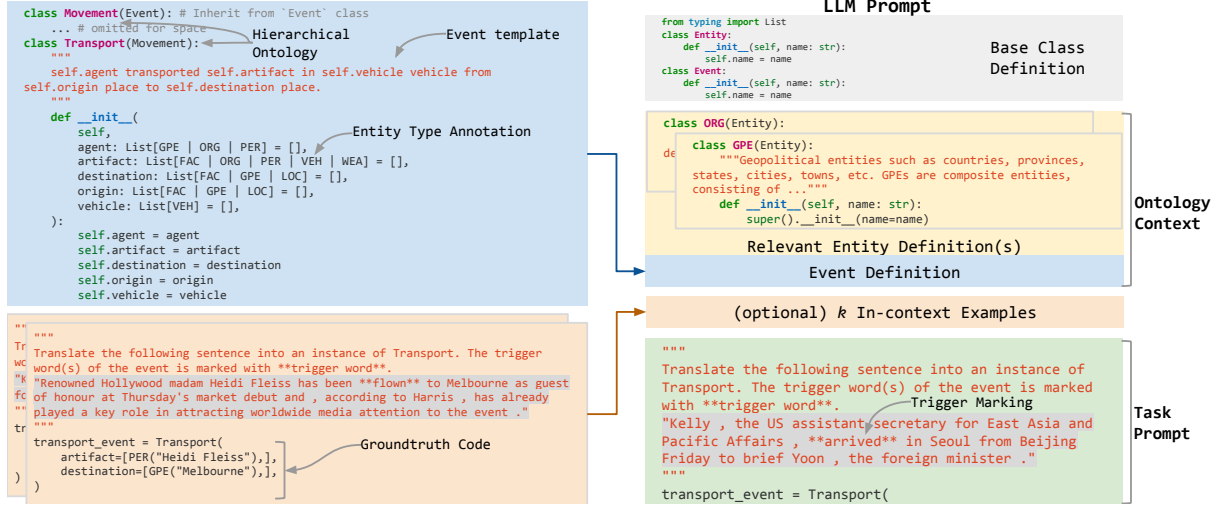 class Movement(Event): # Inherit from `Event` class
... # omitted for space
class Transport(Movement):
"""
self.agent transported self.artifact in self.vehicle vehicle from
self.origin place to self.destination place.
"""
def __init__(
self,
agent: List[GPE | ORG | PER] = [],
artifact: List[FAC | ORG | PER | VEH | WEA] = [],
destination: List[FAC | GPE | LOC] = [],
origin: List[FAC | GPE | LOC] = [],
vehicle: List[VEH] = [],
):
self.agent = agent
self.artifact = artifact
self.destination = destination
self.origin = origin
self.vehicle = vehicle
Hierarchical
Ontology
Event template
Entity Type Annotation
"""
Translate the following sentence into an instance of Transport. The trigger
word(s) of the event is marked with **trigger word**.
"Renowned Hollywood madam Heidi Fleiss has been **flown** to Melbourne as guest
of honour at Thursday's market debut and , according to Harris , has already
played a key role in attracting worldwide media attention to the event ."
"""
transport_event = Transport(
artifact=[PER("Heidi Fleiss"),],
destination=[GPE("Melbourne"),],
)
Groundtruth Code
""
Tr
wo
"K
fo
""
tr
)
LLM Prompt
from typing import List
class Entity:
def __init__(self, name: str):
self.name = name
class Event:
def __init__(self, name: str):
self.name = name
Base Class
Definition
class ORG(Entity):
de
class GPE(Entity):
"""Geopolitical entities such as countries, provinces,
states, cities, towns, etc. GPEs are composite entities,
consisting of ..."""
def __init__(self, name: str):
super().__init__(name=name)
Relevant Entity Definition(s)
Event Definition
Ontology
Context
(optional) k In-context Examples
"""
Translate the following sentence into an instance of
Transport. The trigger word(s) of the event is marked
with **trigger word**.
Trigger Marking
"Kelly , the US assistant secretary for East Asia and
Pacific Affairs , **arrived** in Seoul from Beijing
Friday to brief Yoon , the foreign minister ."
"""
transport_event = Transport(
Task
Prompt